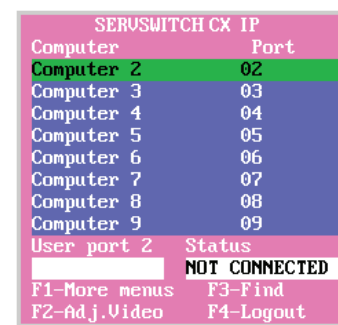 SERVSWITCH CX IP
Computer Port
Computer 2 02
Computer 3 03
Computer 4 04
Computer 5 05
Computer 6 06
Computer 7 07
Computer 8 08
Computer 9 09
User port 2 Status
NOT CONNECTED
F1-More menus F3-Find
F2-Adj.Video F4-Logout